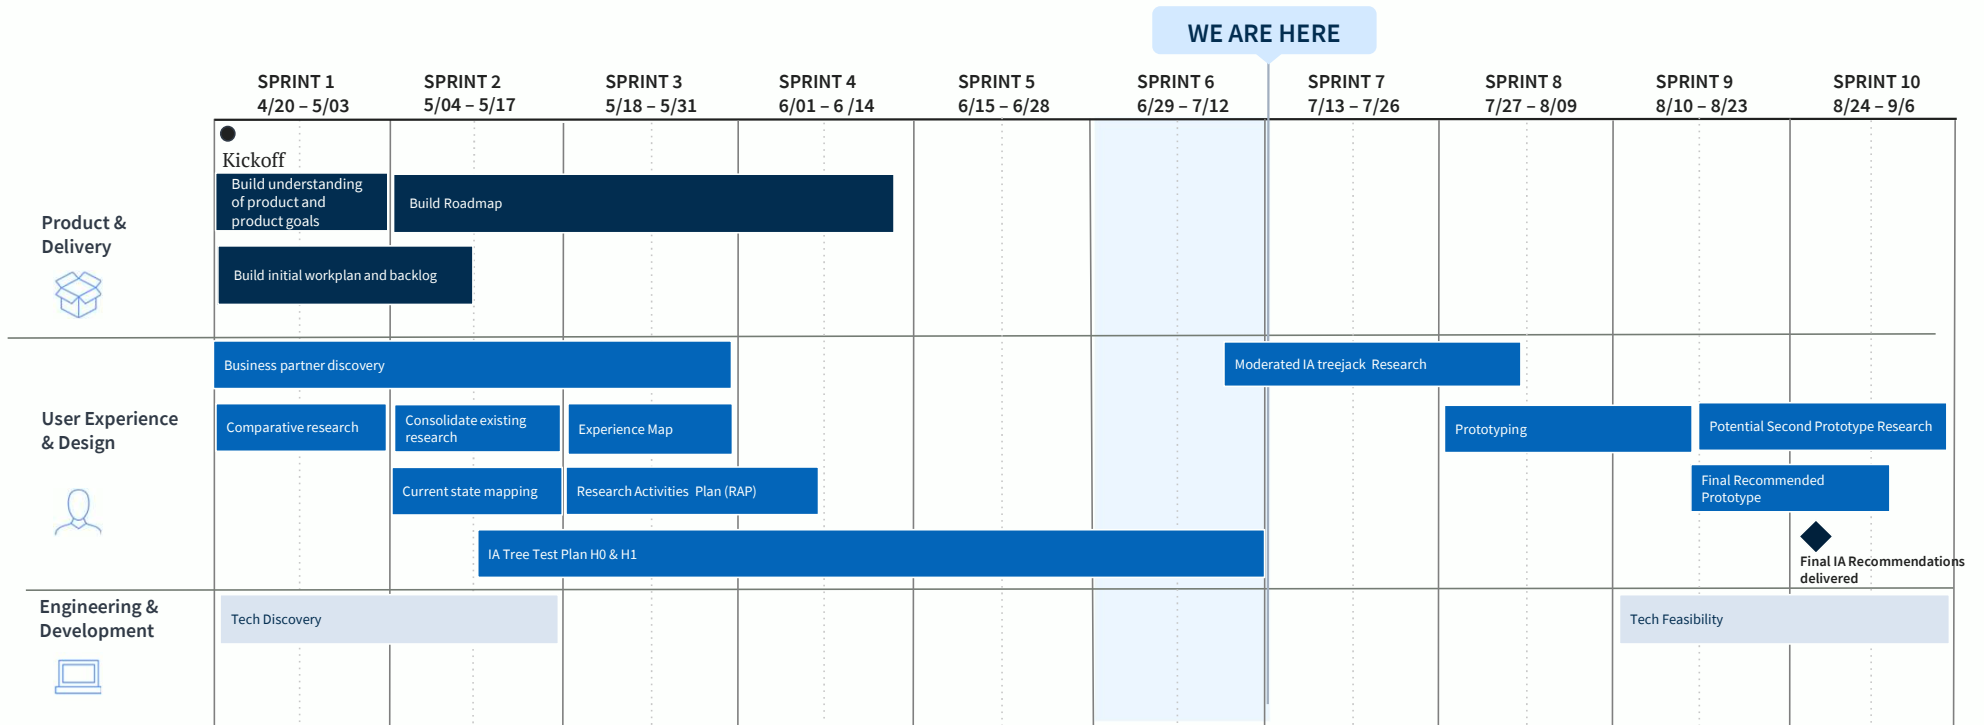 WE ARE HERE
SPRINT 1
4/20 – 5/03
SPRINT 2
5/04 – 5/17
SPRINT 3
5/18 – 5/31
SPRINT 4
6/01 – 6 /14
SPRINT 5
6/15 – 6/28
SPRINT 6
6/29 – 7/12
SPRINT 7
7/13 – 7/26
SPRINT 8
7/27 – 8/09
SPRINT 9
8/10 – 8/23
SPRINT 10
8/24 – 9/6
Kickoff
Product &
Delivery
Build understanding
of product and
product goals
Build Roadmap
Build initial workplan and backlog
User Experience
& Design
Business partner discovery
Moderated IA treejack Research
Comparative research
Consolidate existing
research
Experience Map
Prototyping
Potential Second Prototype Research
Current state mapping
Research Activities Plan (RAP)
Final Recommended
Prototype
IA Tree Test Plan H0 & H1
Final IA Recommendations
delivered
Engineering &
Development
Tech Discovery
Tech Feasibility